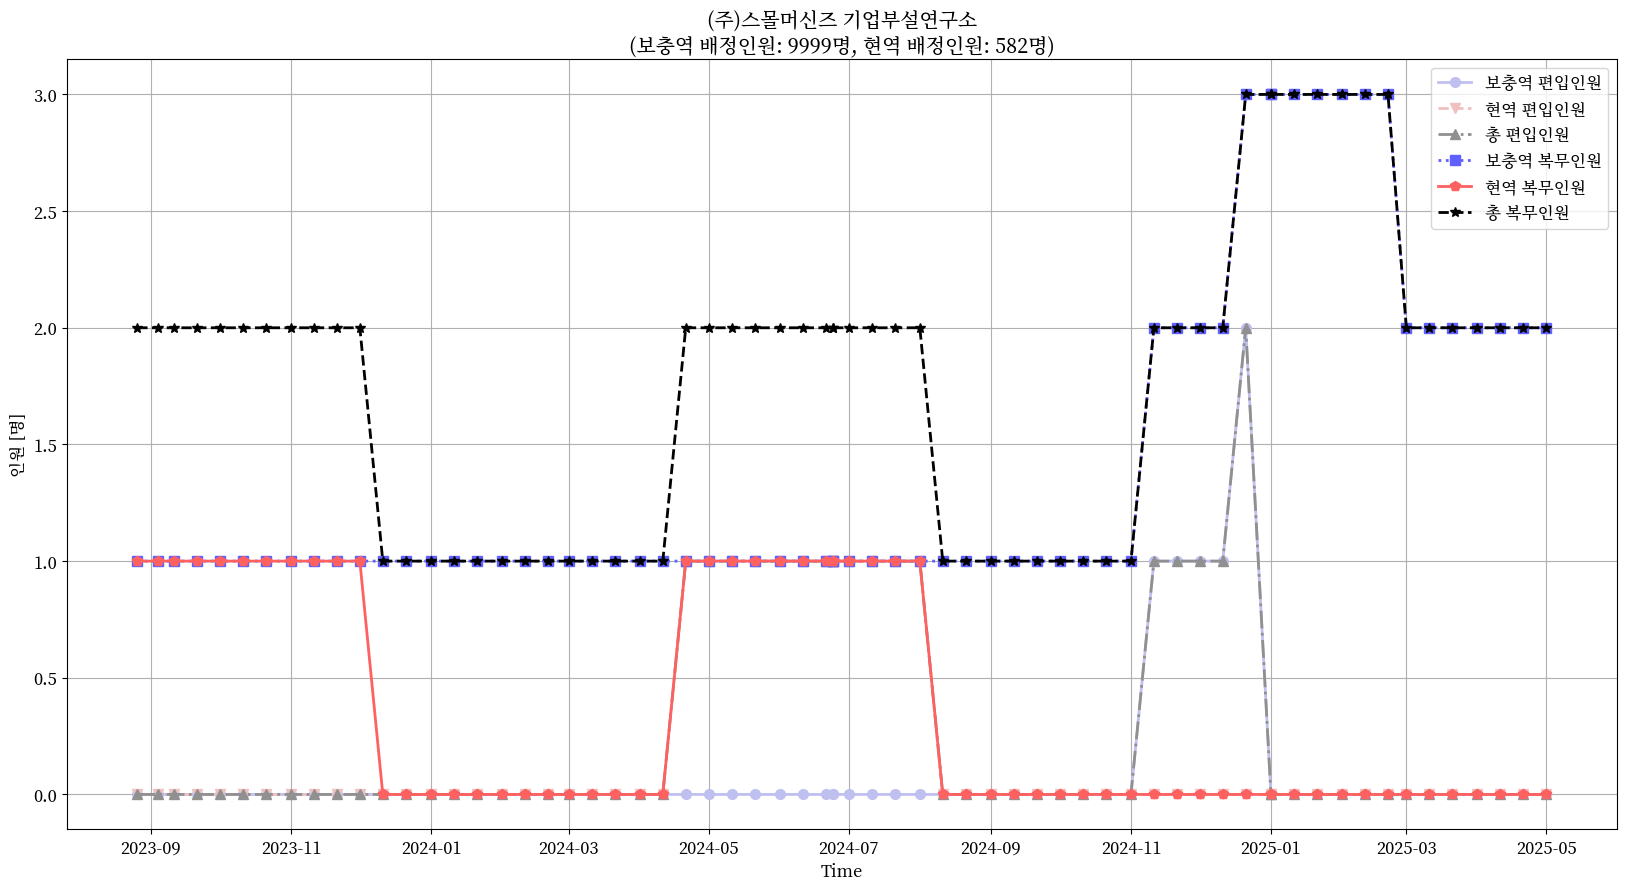 (주)스몰머신즈 기업부설연구소
(보충역 배정인원: 9999명, 현역 배정인원: 582명)
보충역 편입인원
현역 편입인원
총 편입인원
보충역 복무인원
현역 복무인원
총 복무인원
인원 [명]
3.0
2.5
2.0
1.5
1.0
0.5
0.0
2023-09 2023-11 2024-01 2024-03 2024-05 2024-07 2024-09 2024-11 2025-01 2025-03 2025-05
Time